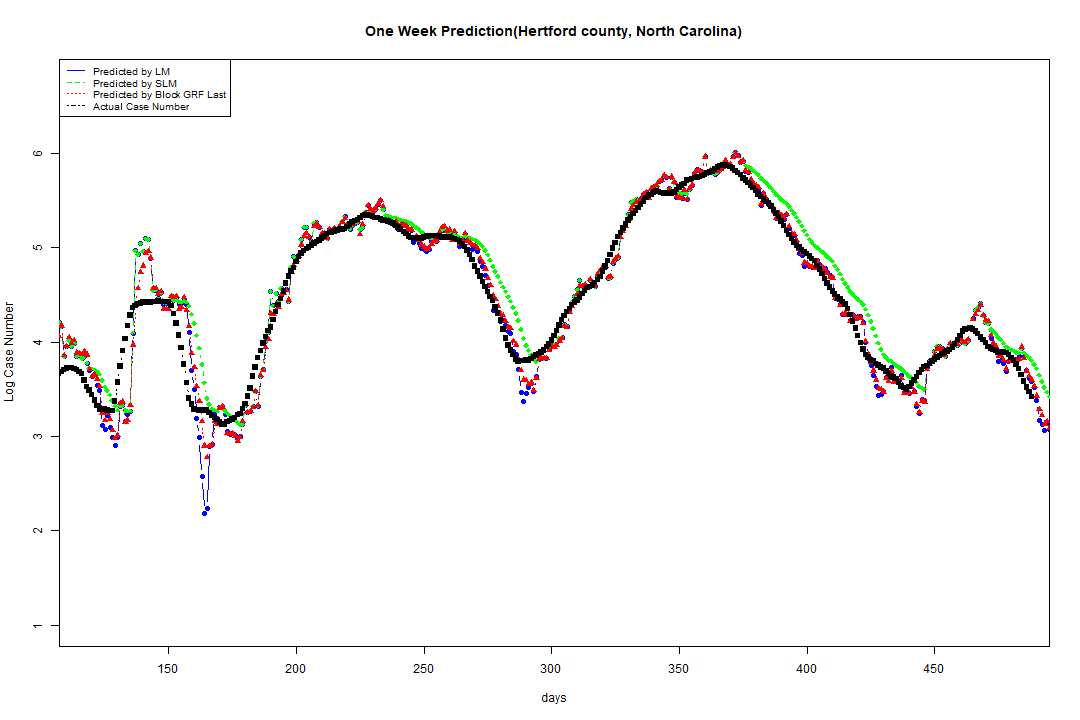 One Week Prediction(Hertford county, North Carolina)
Predicted by LM
Predicted by SLM
Predicted by Block GRF Last
Actual Case Number
6
5
4
3
2
1
Log Case Number
150 200 250 300 350 400 450
days